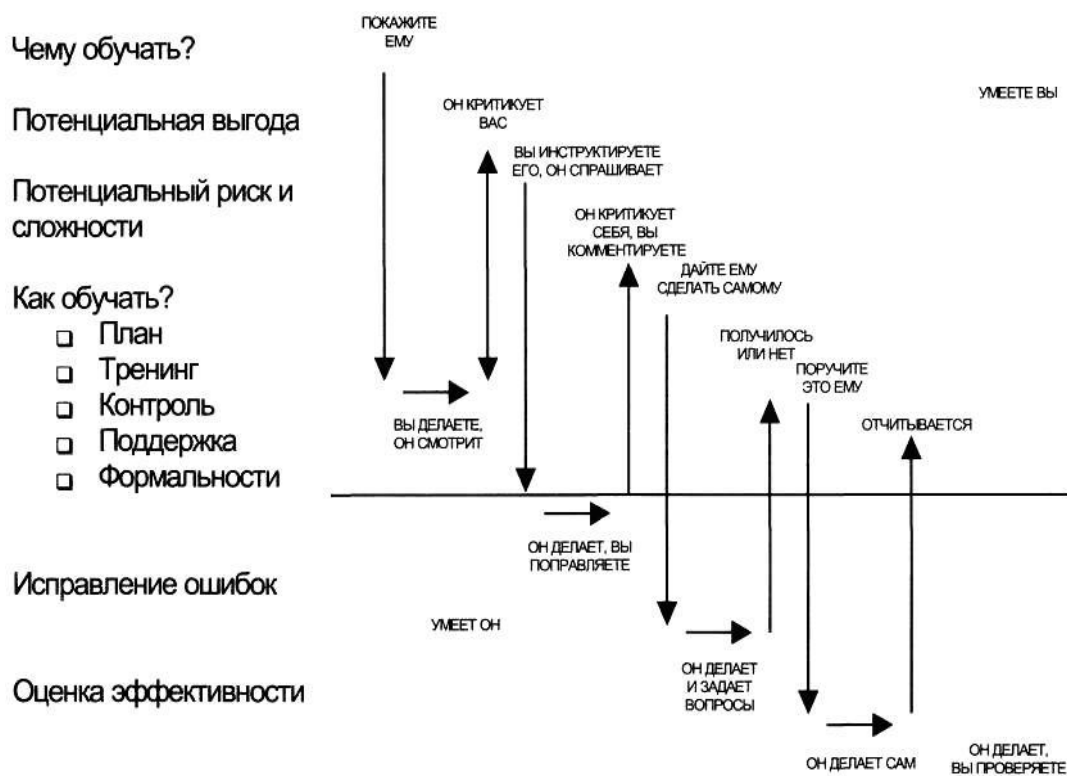 Чему обучать?
Потенциальная выгода
Потенциальный риск и
сложности
Как обучать?
План
Тренинг
Контроль
Поддержка
Формальности
Исправление ошибок
Оценка эффективности
ПОКАЖИТЕ
ЕМУ
УМЕЕТЕ ВЫ
ОН КРИТИКУЕТ
ВАС
ВЫ ИНСТРУКТИРУЕТЕ
ЕГО, ОН СПРАШИВАЕТ
ОН КРИТИКУЕТ
СЕБЯ, ВЫ
КОММЕНТИРУЕТЕ
ДАЙТЕ ЕМУ
СДЕЛАТЬ САМОМУ
ПОЛУЧИЛОСЬ
ИЛИ НЕТ
ПОРУЧИТЕ
ЭТО ЕМУ
ОТЧИТЫВАЕТСЯ
ВЫ ДЕЛАЕТЕ,
ОН СМОТРИТ
ОН ДЕЛАЕТ, ВЫ
ПОПРАВЛЯЕТЕ
УМЕЕТ ОН
ОН ДЕЛАЕТ
И ЗАДАЕТ
ВОПРОСЫ
ОН ДЕЛАЕТ САМ
ОН ДЕЛАЕТ,
ВЫ ПРОВЕРЯЕТЕ